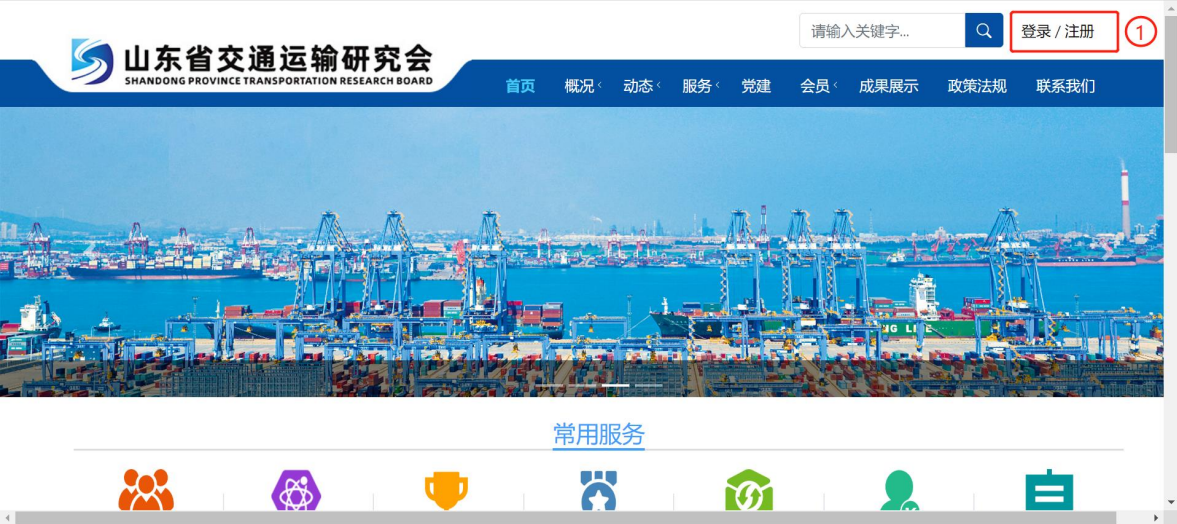 请输入关键字...
登录 / 注册
1
山东省交通运输研究会
SHANDONG PROVINCE TRANSPORTATION RESEARCH BOARD
首页 概况 动态 服务 党建 会员 成果展示 政策法规 联系我们
常用服务